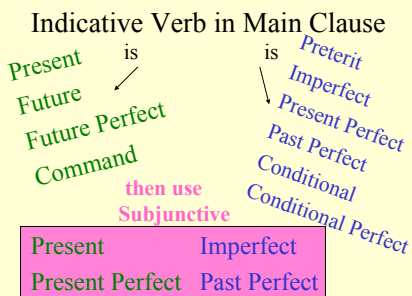 Indicative Verb in Main Clause
is
is
Present
Future
Future Perfect
Command
Preterit
Imperfect
Present Perfect
Past Perfect
Conditional
Conditional Perfect
then use
Subjunctive
Present Imperfect
Present Perfect Past Perfect